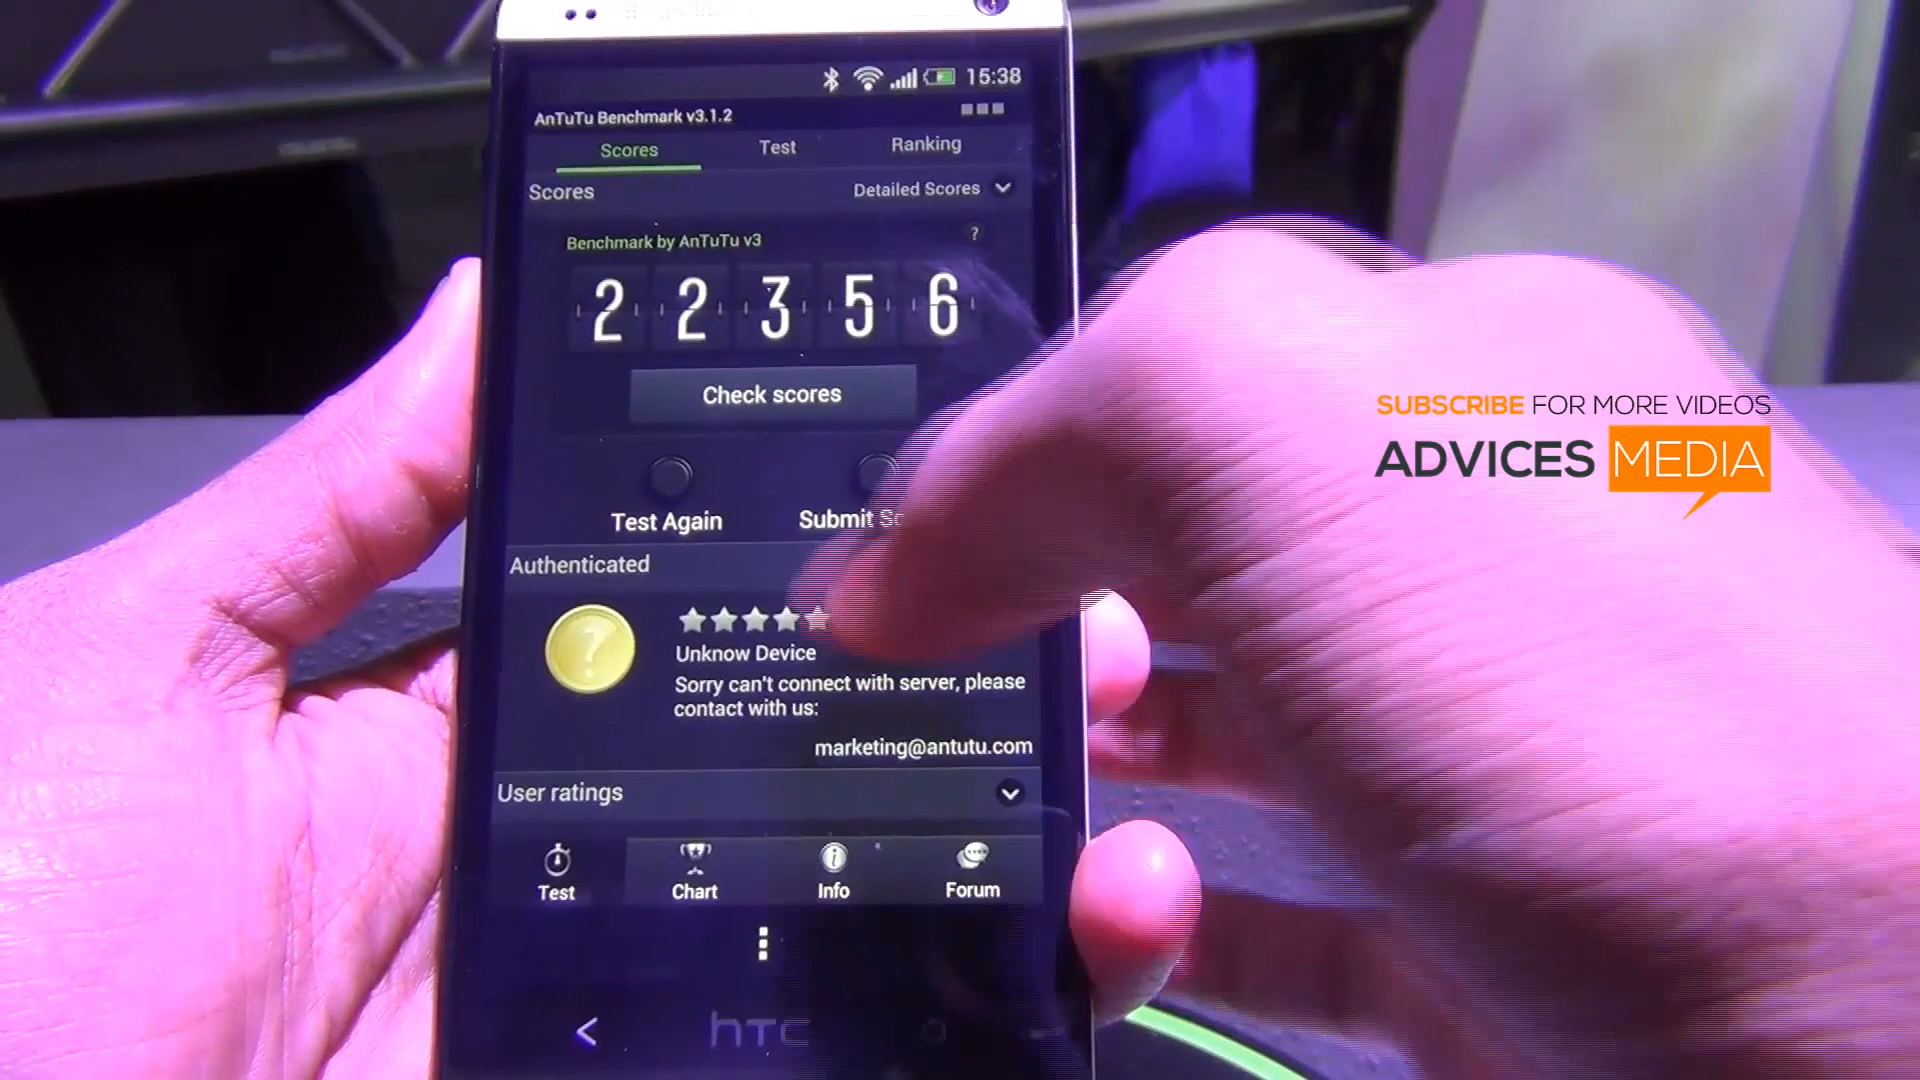 15:38
AnTuTu Benchmark v3.1.2
Scores Test Ranking
Scores Detailed Scores
Benchmark by AnTuTu v3 ?
2 2 3 5 6
Check scores
SUBSCRIBE FOR MORE VIDEOS
ADVICES MEDIA
Test Again Submit
Authenticated
?
Unknow Device
Sorry can't connect with server, please
contact with us:
marketing@antutu.com
User ratings
Test Chart Info Forum
hTC